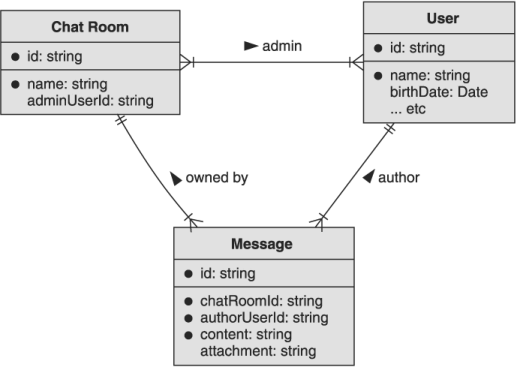 Chat Room
● id: string
● name: string
adminUserId: string
► admin
User
● id: string
● name: string
birthDate: Date
... etc
owned by
author
Message
● id: string
● chatRoomId: string
● authorUserId: string
● content: string
attachment: string